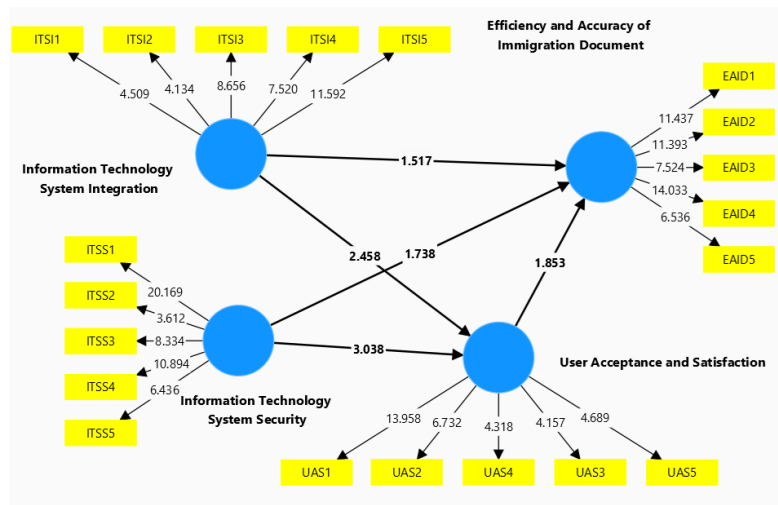 ITSI1
ITSI2
ITSI3
ITSI4
ITSI5
4.509
4.134
8.656
7.520
11.592
Efficiency and Accuracy of
Immigration Document
EAID1
EAID2
EAID3
EAID4
EAID5
11.437
11.393
7.524
14.033
6.536
Information Technology
System Integration
1.517
2.458
1.738
1.853
3.038
ITSS1
ITSS2
ITSS3
ITSS4
ITSS5
20.169
3.612
8.334
10.894
6.436
Information Technology
System Security
User Acceptance and Satisfaction
13.958
6.732
4.318
4.157
4.689
UAS1
UAS2
UAS4
UAS3
UAS5